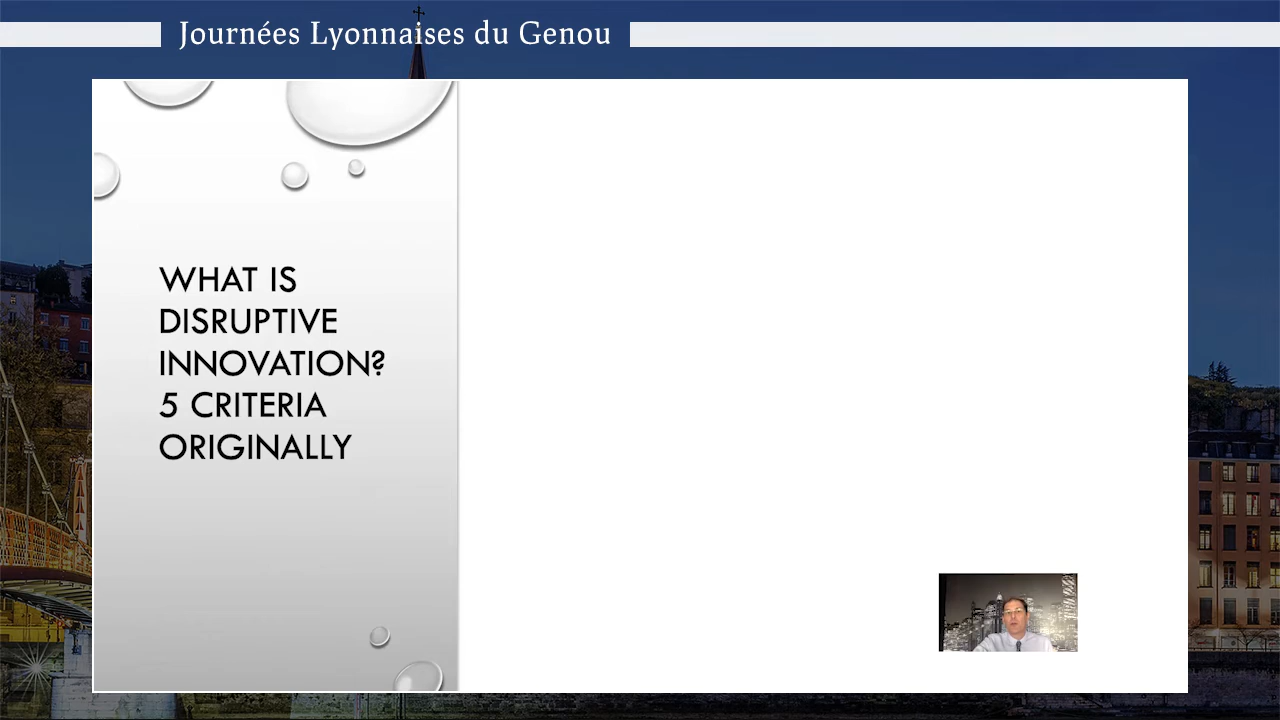 Journées Lyonnaises du Genou
WHAT IS
DISRUPTIVE
INNOVATION?
5 CRITERIA
ORIGINALLY